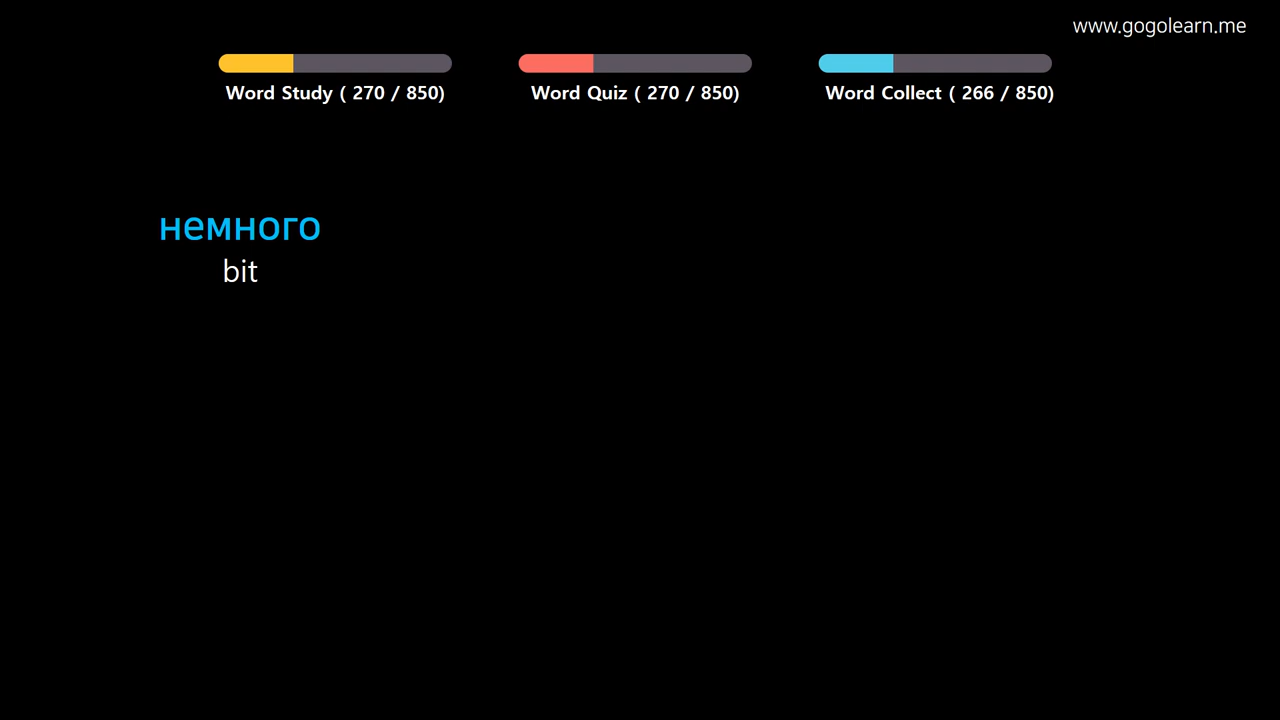 www.gogolearn.me
Word Study ( 270 / 850)
Word Quiz ( 270 / 850)
Word Collect ( 266 / 850)
немного
bit